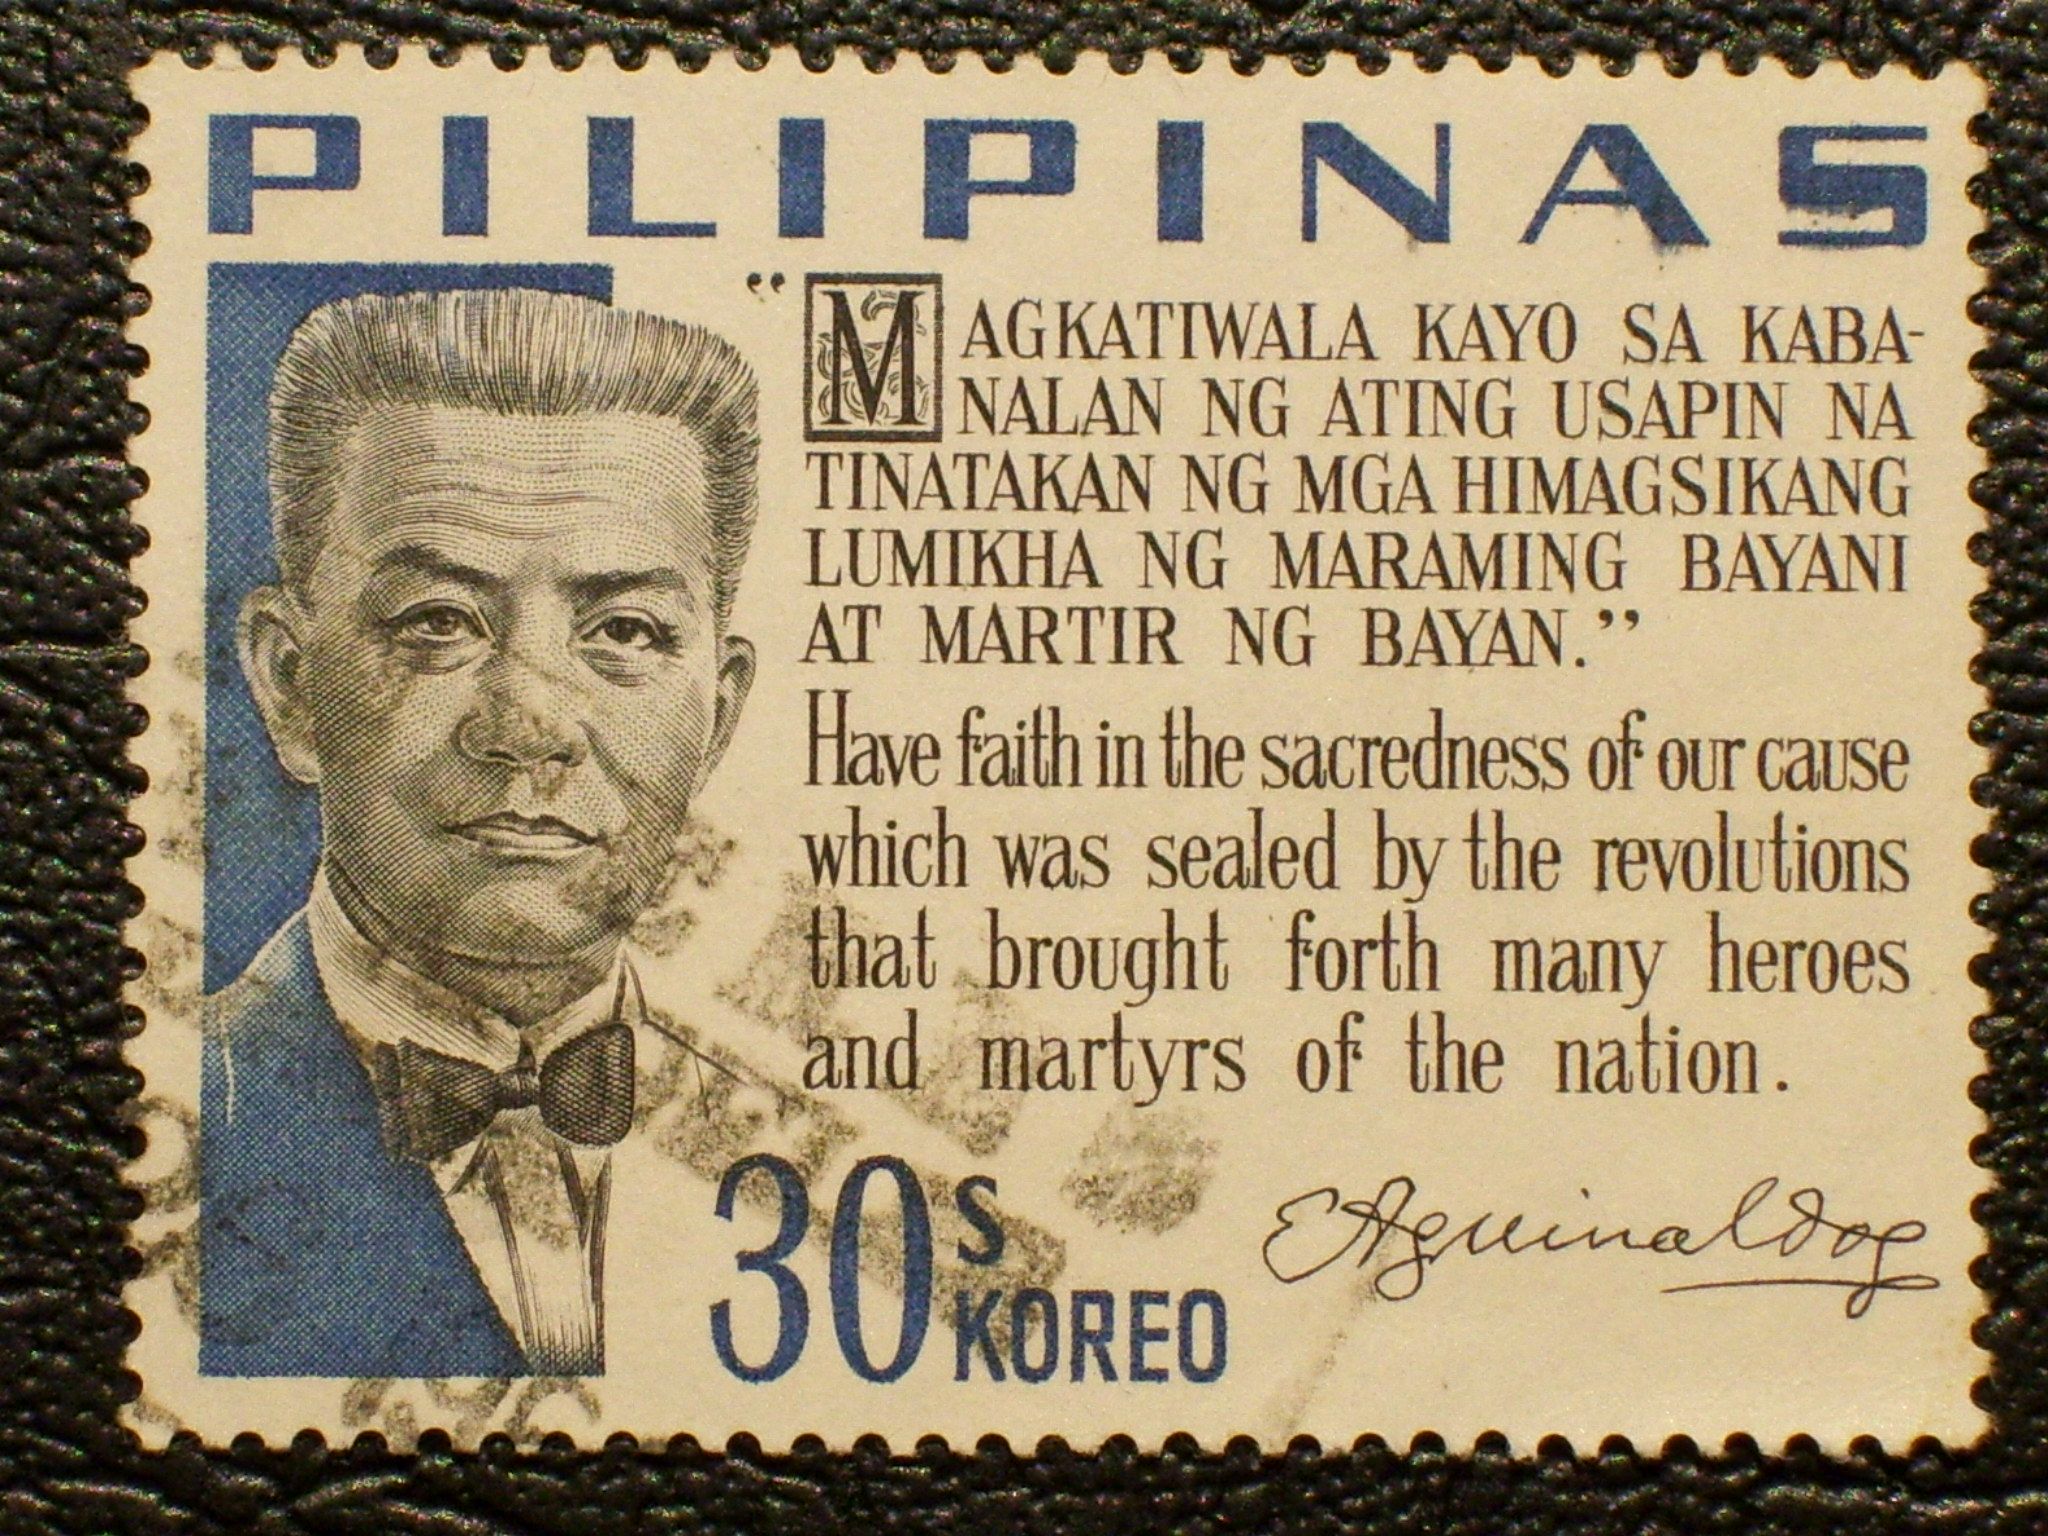 PILIPINAS
“MAGKATIWALA KAYO SA KABA-
NALAN NG ATING USAPIN NA
TINATAKAN NG MGA HIMAGSIKANG
LUMIKHA NG MARAMING BAYANI
AT MARTIR NG BAYAN.”
Have faith in the sacredness of our cause
which was sealed by the revolutions
that brought forth many heroes
and martyrs of the nation.
30s
KOREO
EAguinaldo